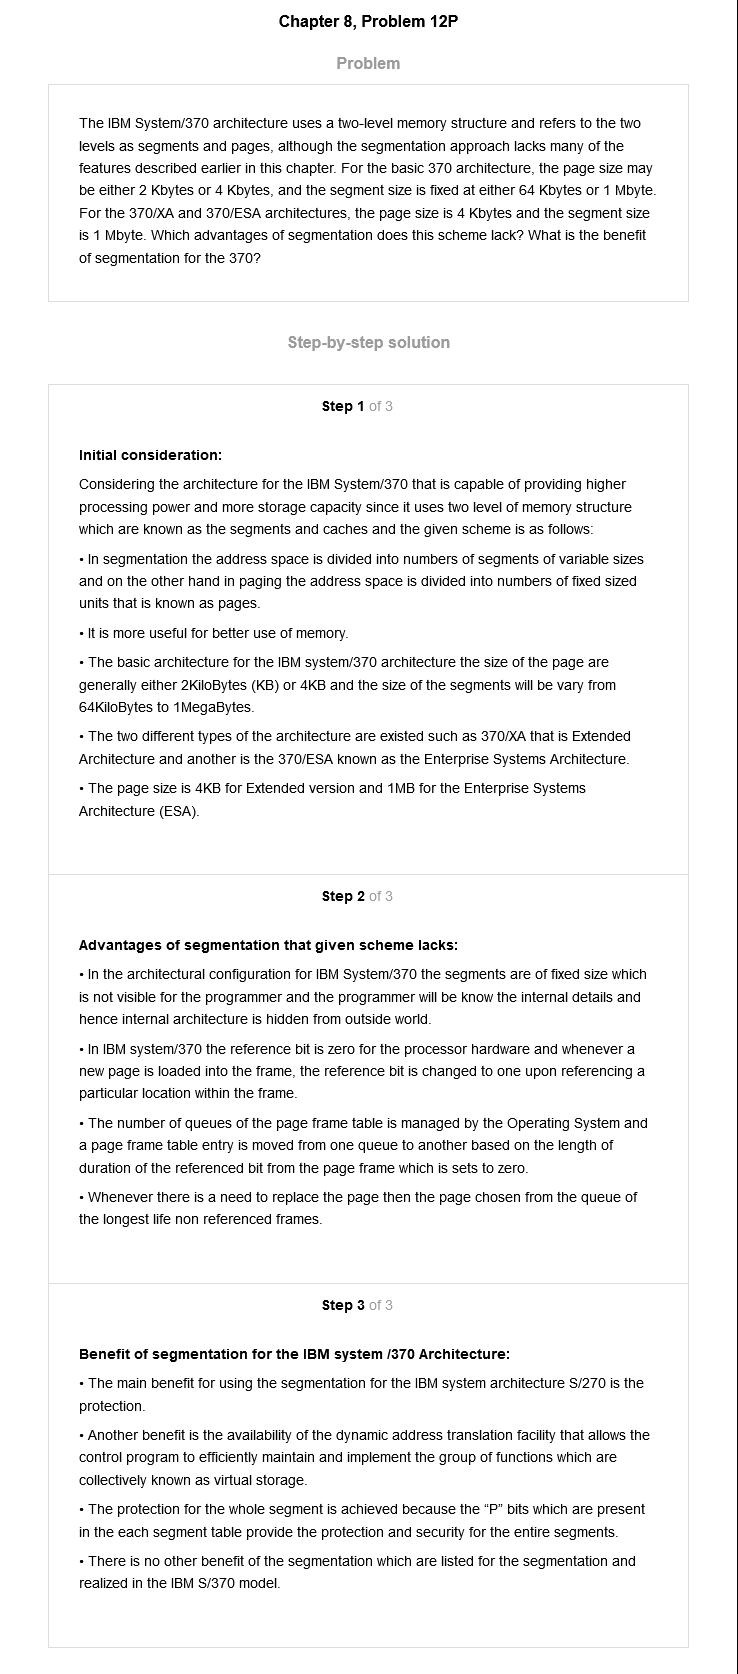 Chapter 8, Problem 12P
Problem
The IBM System/370 architecture uses a two-level memory structure and refers to the two
levels as segments and pages, although the segmentation approach lacks many of the
features described earlier in this chapter. For the basic 370 architecture, the page size may
be either 2 Kbytes or 4 Kbytes, and the segment size is fixed at either 64 Kbytes or 1 Mbyte.
For the 370/XA and 370/ESA architectures, the page size is 4 Kbytes and the segment size
is 1 Mbyte. Which advantages of segmentation does this scheme lack? What is the benefit
of segmentation for the 370?
Step-by-step solution
Step 1 of 3
Initial consideration:
Considering the architecture for the IBM System/370 that is capable of providing higher
processing power and more storage capacity since it uses two level of memory structure
which are known as the segments and caches and the given scheme is as follows:
• In segmentation the address space is divided into numbers of segments of variable sizes
and on the other hand in paging the address space is divided into numbers of fixed sized
units that is known as pages.
• It is more useful for better use of memory.
• The basic architecture for the IBM system/370 architecture the size of the page are
generally either 2KiloBytes (KB) or 4KB and the size of the segments will be vary from
64KiloBytes to 1MegaBytes.
• The two different types of the architecture are existed such as 370/XA that is Extended
Architecture and another is the 370/ESA known as the Enterprise Systems Architecture.
• The page size is 4KB for Extended version and 1MB for the Enterprise Systems
Architecture (ESA).
Step 2 of 3
Advantages of segmentation that given scheme lacks:
• In the architectural configuration for IBM System/370 the segments are of fixed size which
is not visible for the programmer and the programmer will be know the internal details and
hence internal architecture is hidden from outside world.
• In IBM system/370 the reference bit is zero for the processor hardware and whenever a
new page is loaded into the frame, the reference bit is changed to one upon referencing a
particular location within the frame.
• The number of queues of the page frame table is managed by the Operating System and
a page frame table entry is moved from one queue to another based on the length of
duration of the referenced bit from the page frame which is sets to zero.
• Whenever there is a need to replace the page then the page chosen from the queue of
the longest life non referenced frames.
Step 3 of 3
Benefit of segmentation for the IBM system /370 Architecture:
• The main benefit for using the segmentation for the IBM system architecture S/270 is the
protection.
• Another benefit is the availability of the dynamic address translation facility that allows the
control program to efficiently maintain and implement the group of functions which are
collectively known as virtual storage.
• The protection for the whole segment is achieved because the “P” bits which are present
in the each segment table provide the protection and security for the entire segments.
• There is no other benefit of the segmentation which are listed for the segmentation and
realized in the IBM S/370 model.